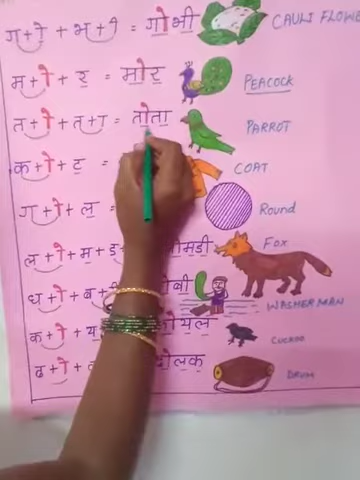 ग + ो + भ + ी = गोभी CAULI FLOWE
म + ो + र = मोर PEACOCK
त + ो + त + ा = तोता PARROT
क + ो + ट = COAT
ग + ो + ल = Round
ल + ो + म + ड मडी Fox
ध + ो + ब बी WASHERMAN
क + ो + य यल CUCKOO
ढ + ो + ल ोलक DRUM